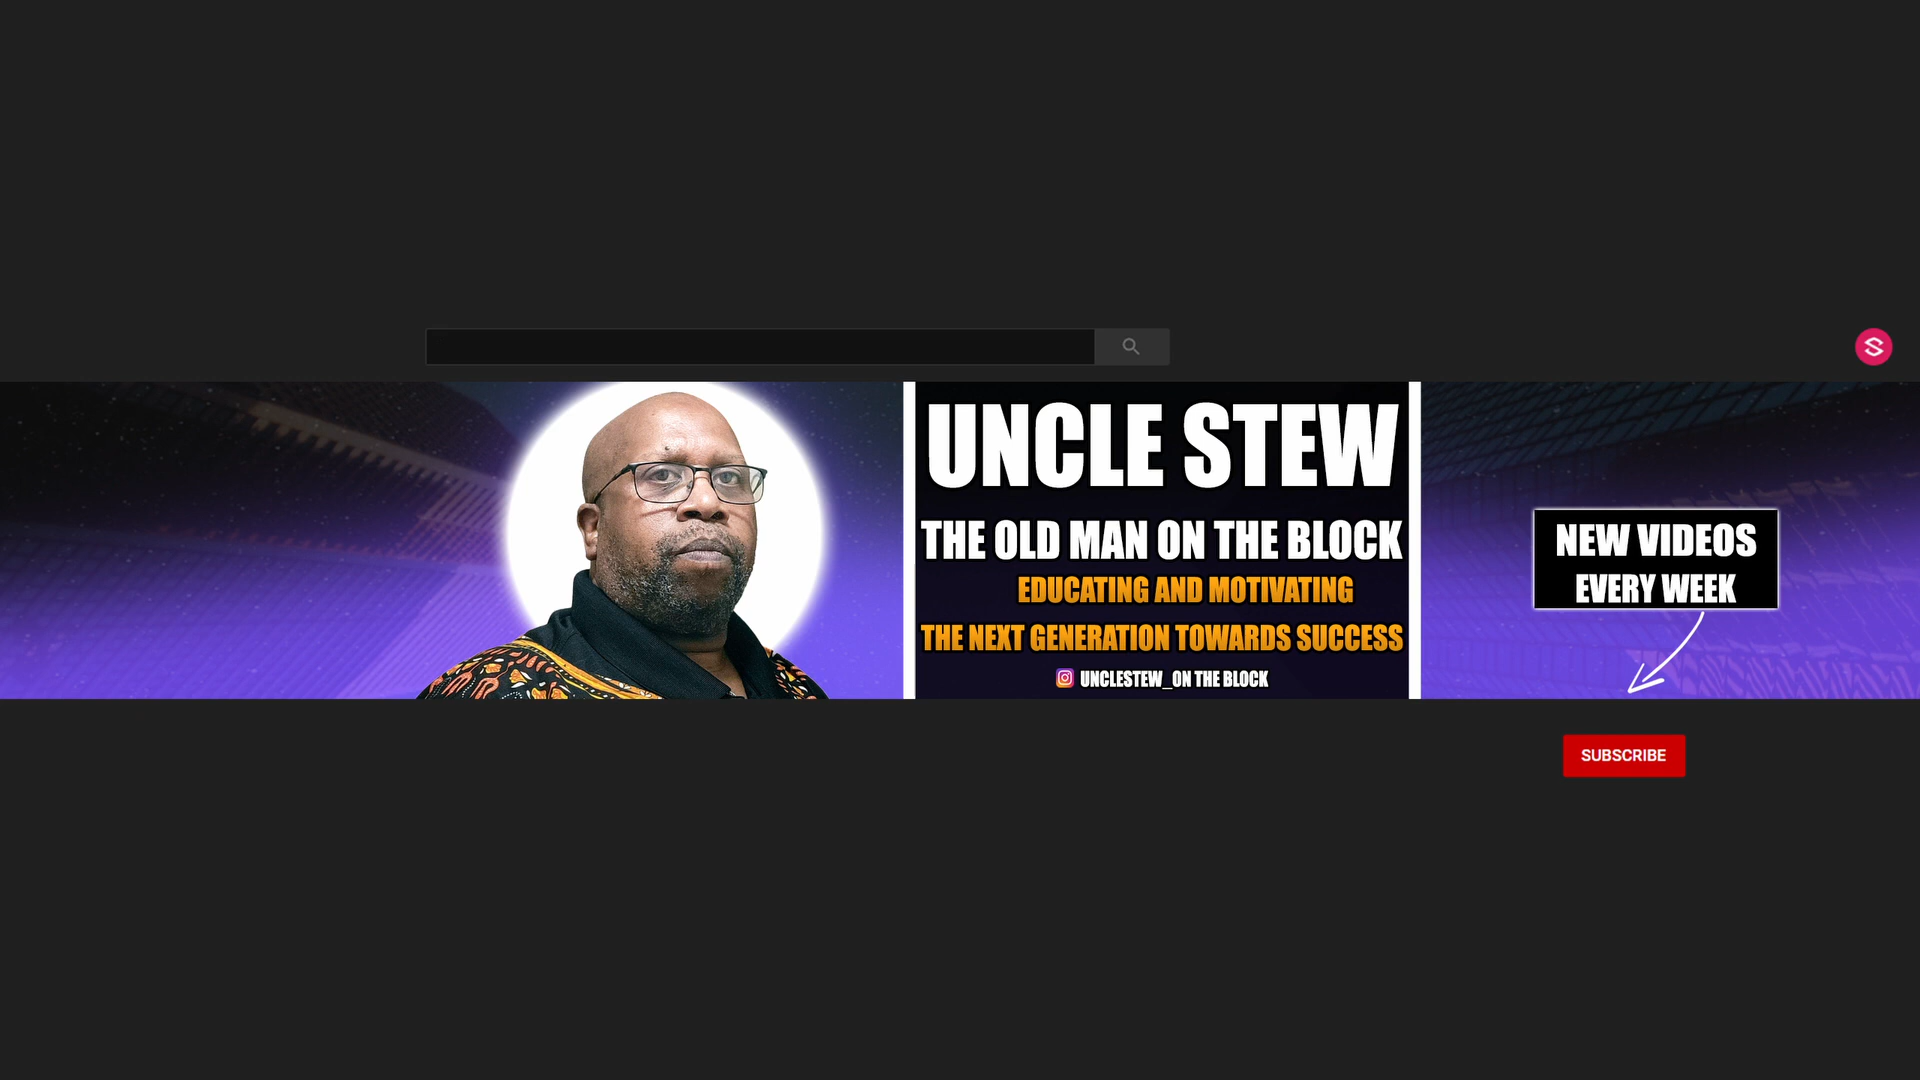 UNCLE STEW
THE OLD MAN ON THE BLOCK
EDUCATING AND MOTIVATING
THE NEXT GENERATION TOWARDS SUCCESS
UNCLESTEW_ON THE BLOCK
NEW VIDEOS
EVERY WEEK
SUBSCRIBE